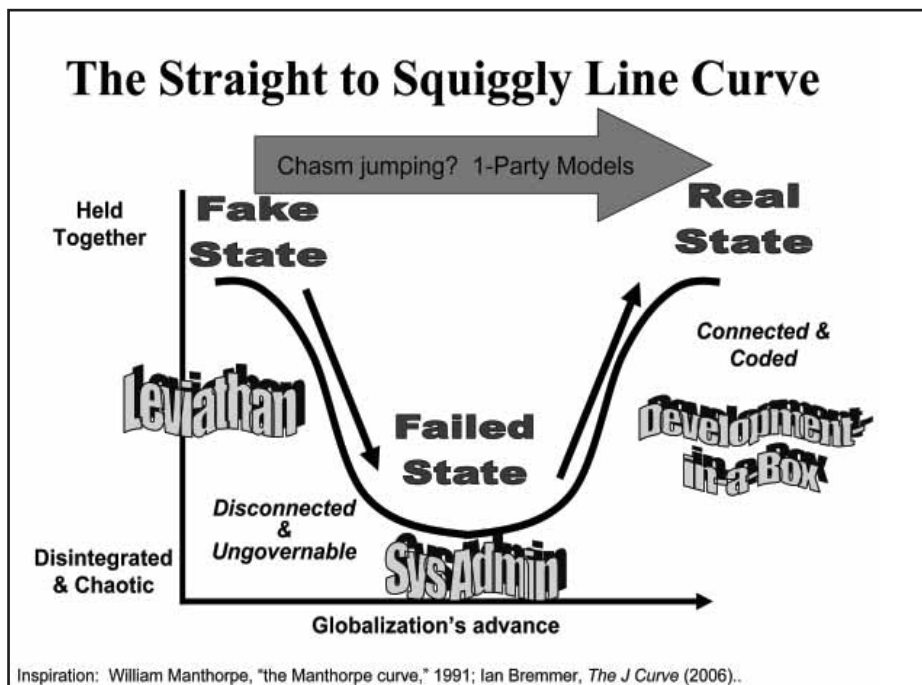 The Straight to Squiggly Line Curve
Chasm jumping? 1-Party Models
Held
Together
Fake
State
Real
State
Connected &
Coded
Leviathan
Failed
State
Development-
in-a-Box
Disconnected
&
Ungovernable
Disintegrated
& Chaotic
SysAdmin
Globalization's advance
Inspiration: William Manthorpe, "the Manthorpe curve," 1991; Ian Bremmer, The J Curve (2006)..